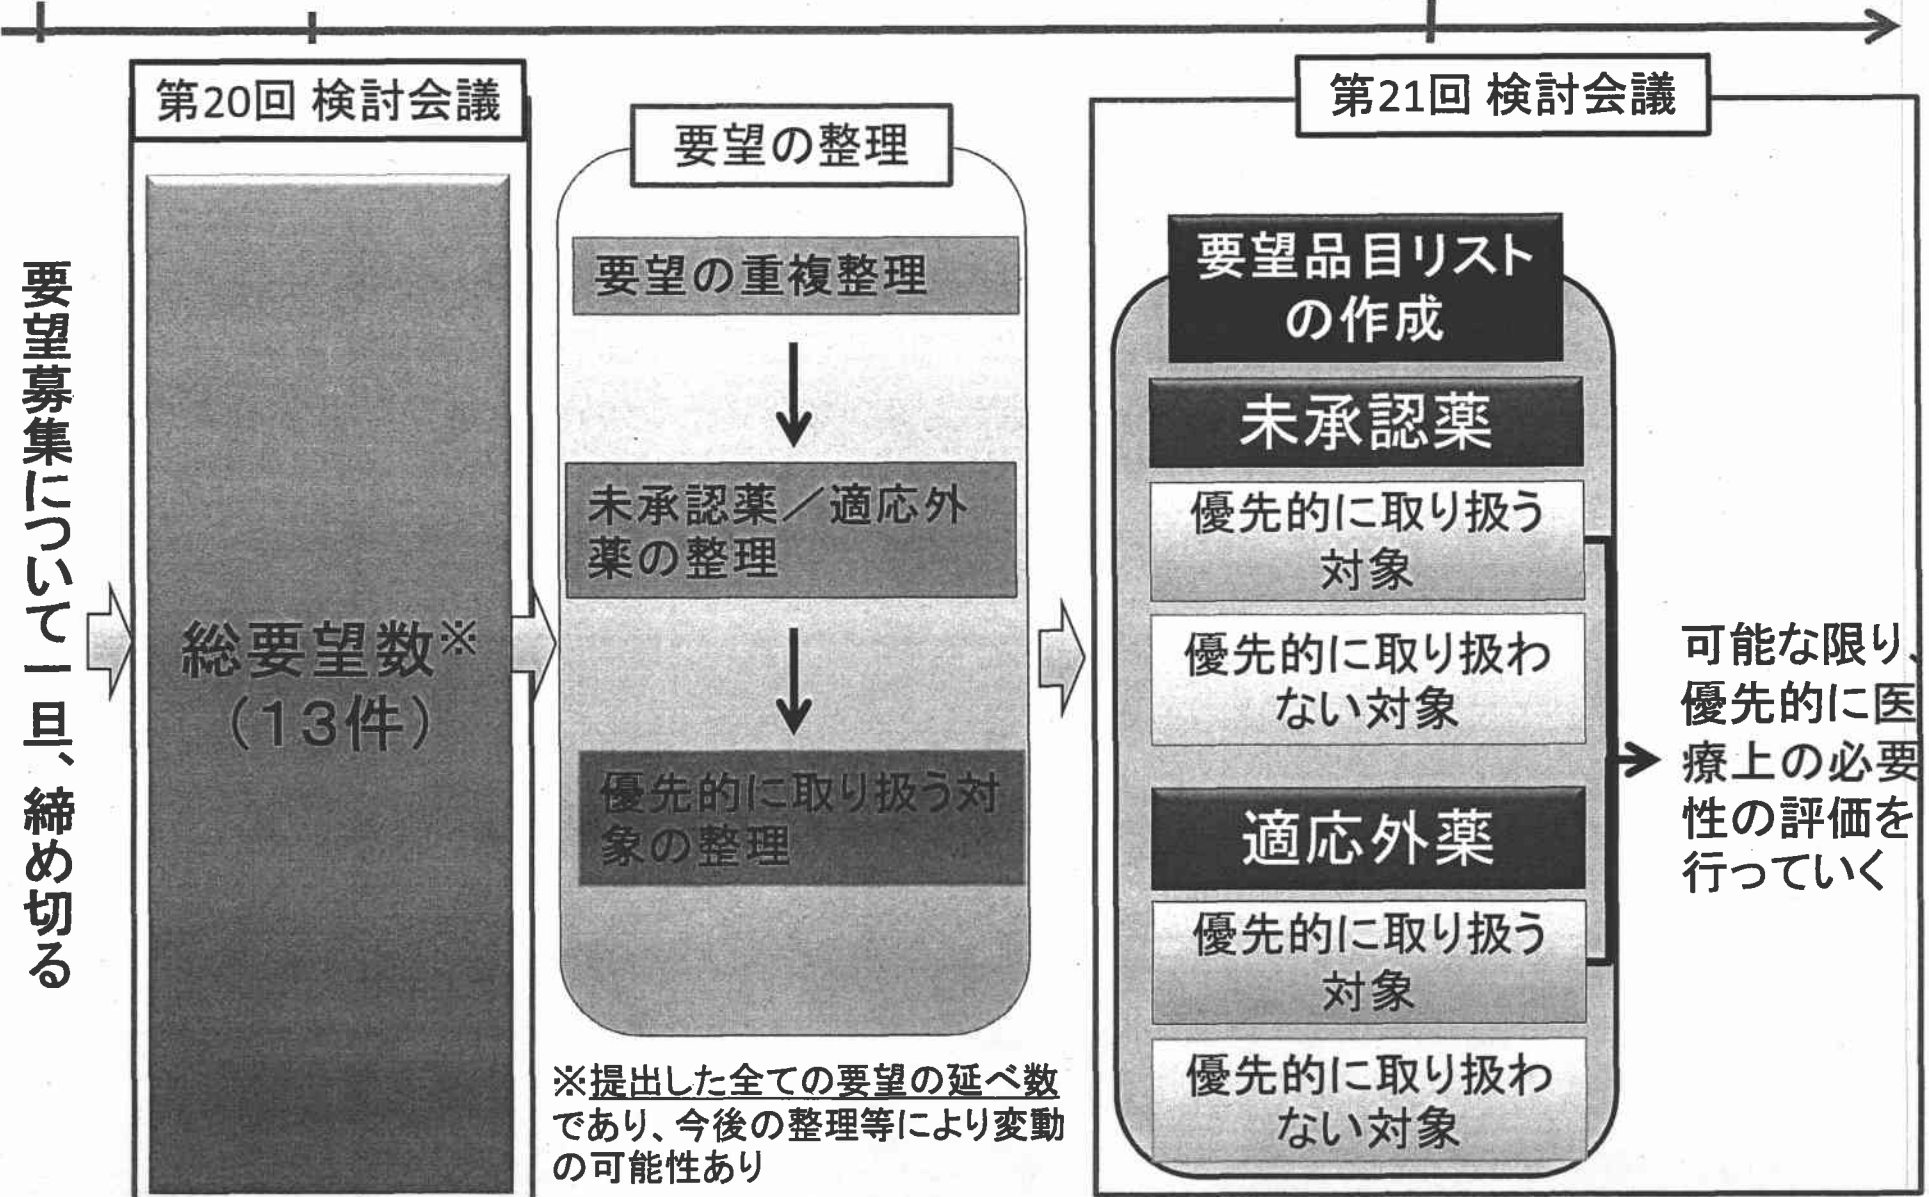 要望募集について一旦、締め切る
第20回 検討会議
総要望数※
（13件）
要望の整理
要望の重複整理
未承認薬／適応外
薬の整理
優先的に取り扱う対
象の整理
※提出した全ての要望の延べ数
であり、今後の整理等により変動
の可能性あり
第21回 検討会議
要望品目リスト
の作成
未承認薬
優先的に取り扱う
対象
優先的に取り扱わ
ない対象
適応外薬
優先的に取り扱う
対象
優先的に取り扱わ
ない対象
可能な限り、
優先的に医
療上の必要
性の評価を
行っていく